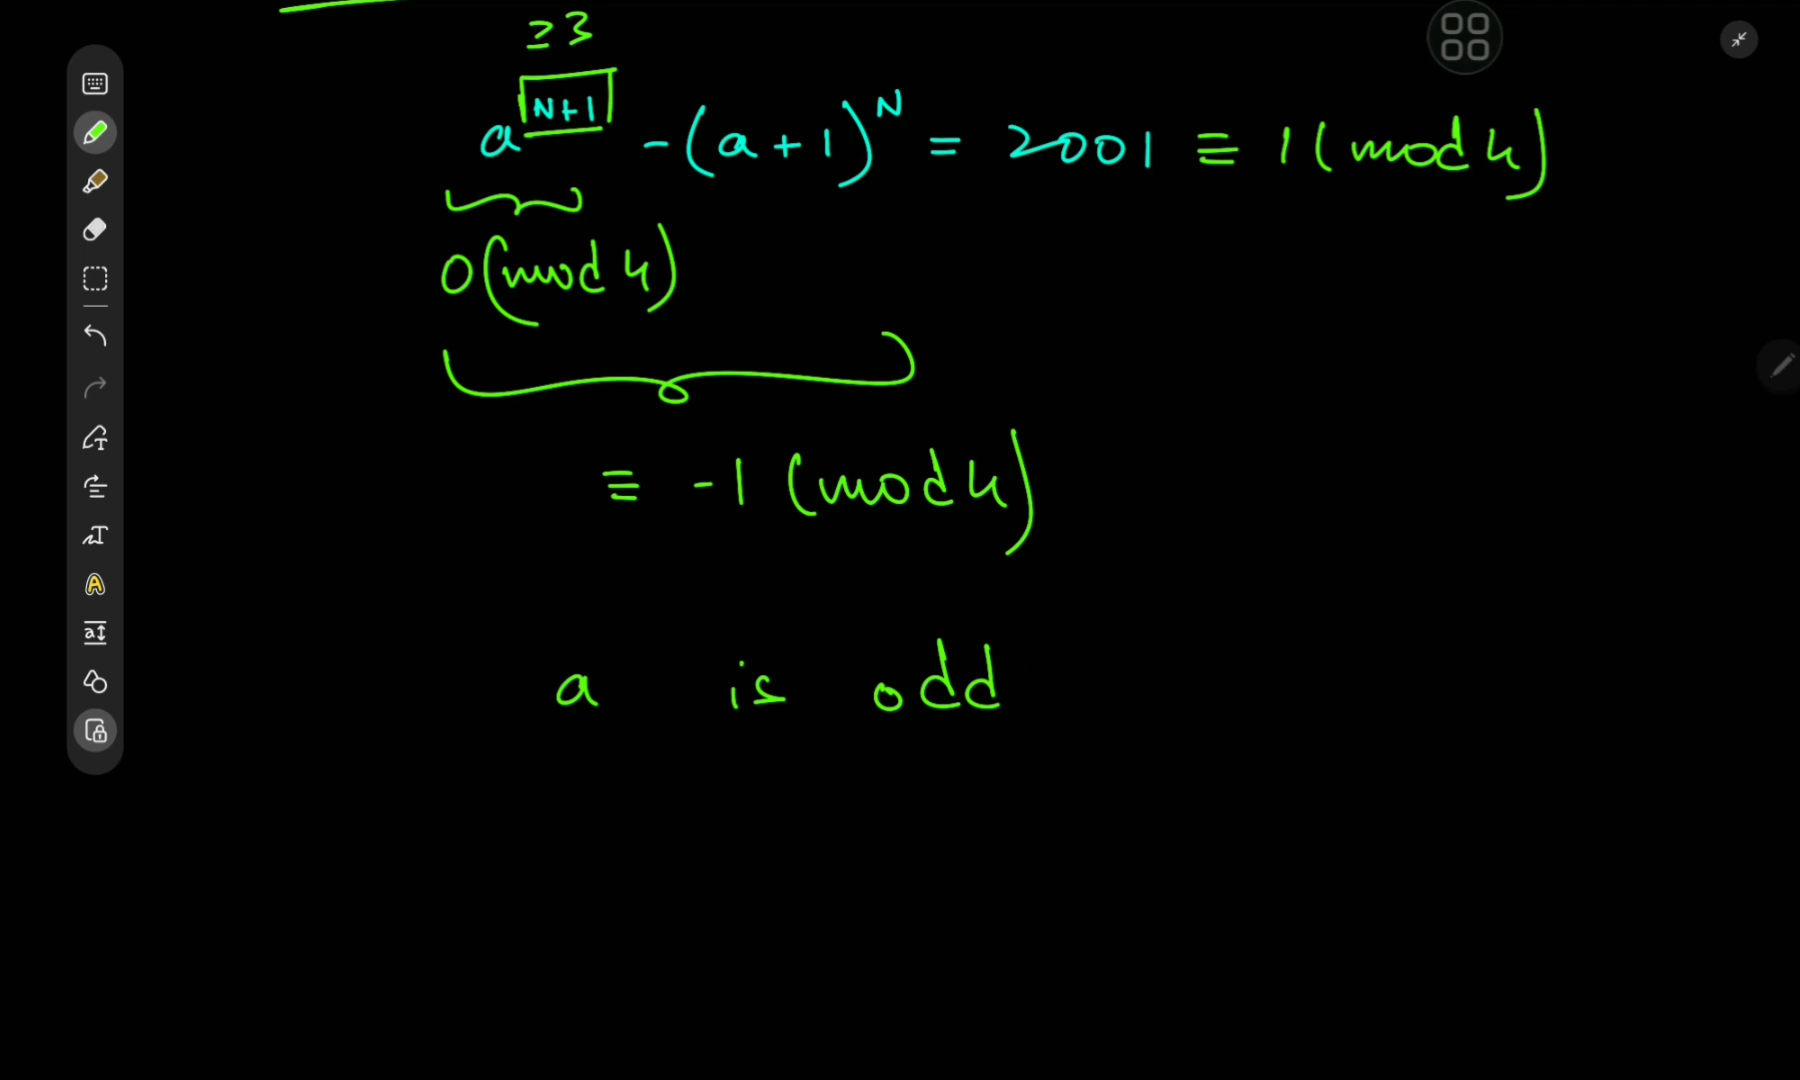 ≥3
a^[N+1] - (a+1)^N = 2001 ≡ 1 (mod 4)
0 (mod 4)
≡ -1 (mod 4)
a is odd